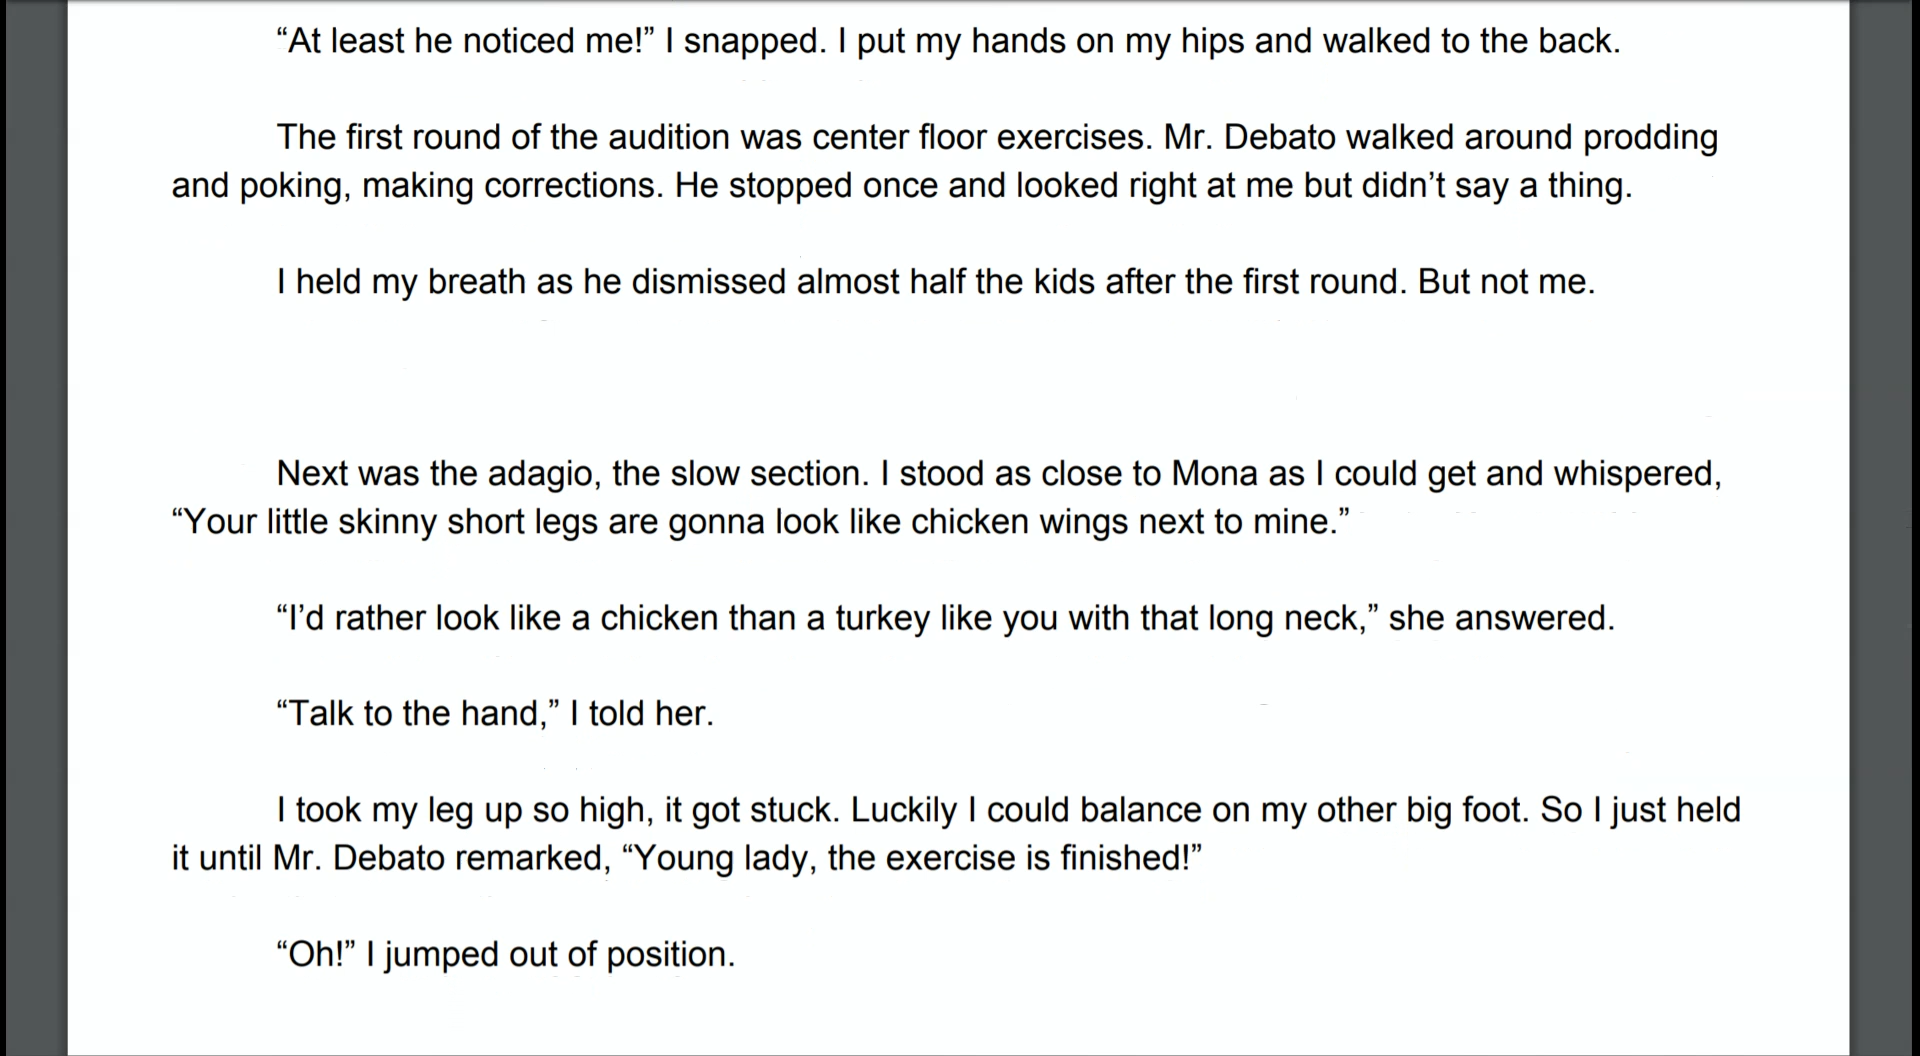 “At least he noticed me!” I snapped. I put my hands on my hips and walked to the back.
The first round of the audition was center floor exercises. Mr. Debato walked around prodding
and poking, making corrections. He stopped once and looked right at me but didn’t say a thing.
I held my breath as he dismissed almost half the kids after the first round. But not me.
Next was the adagio, the slow section. I stood as close to Mona as I could get and whispered,
“Your little skinny short legs are gonna look like chicken wings next to mine.”
“I’d rather look like a chicken than a turkey like you with that long neck,” she answered.
“Talk to the hand,” I told her.
I took my leg up so high, it got stuck. Luckily I could balance on my other big foot. So I just held
it until Mr. Debato remarked, “Young lady, the exercise is finished!”
“Oh!” I jumped out of position.